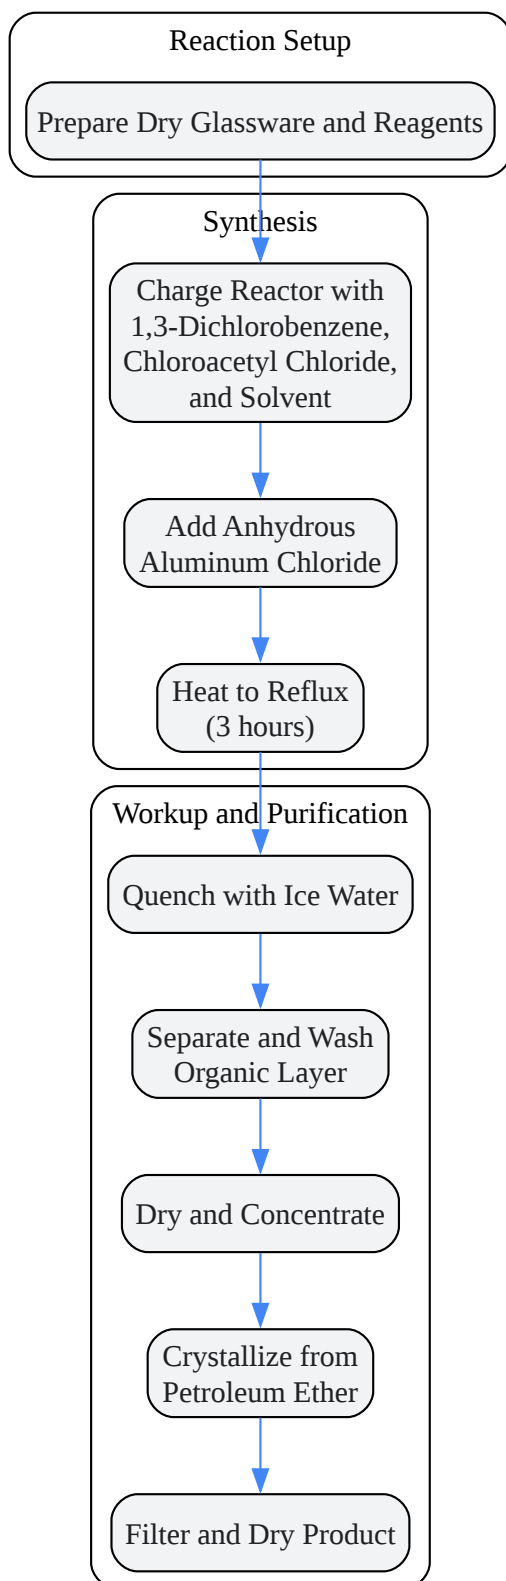 Reaction Setup
Prepare Dry Glassware and Reagents
Synthesis
Charge Reactor with
1,3-Dichlorobenzene,
Chloroacetyl Chloride,
and Solvent
Add Anhydrous
Aluminum Chloride
Heat to Reflux
(3 hours)
Workup and Purification
Quench with Ice Water
Separate and Wash
Organic Layer
Dry and Concentrate
Crystallize from
Petroleum Ether
Filter and Dry Product